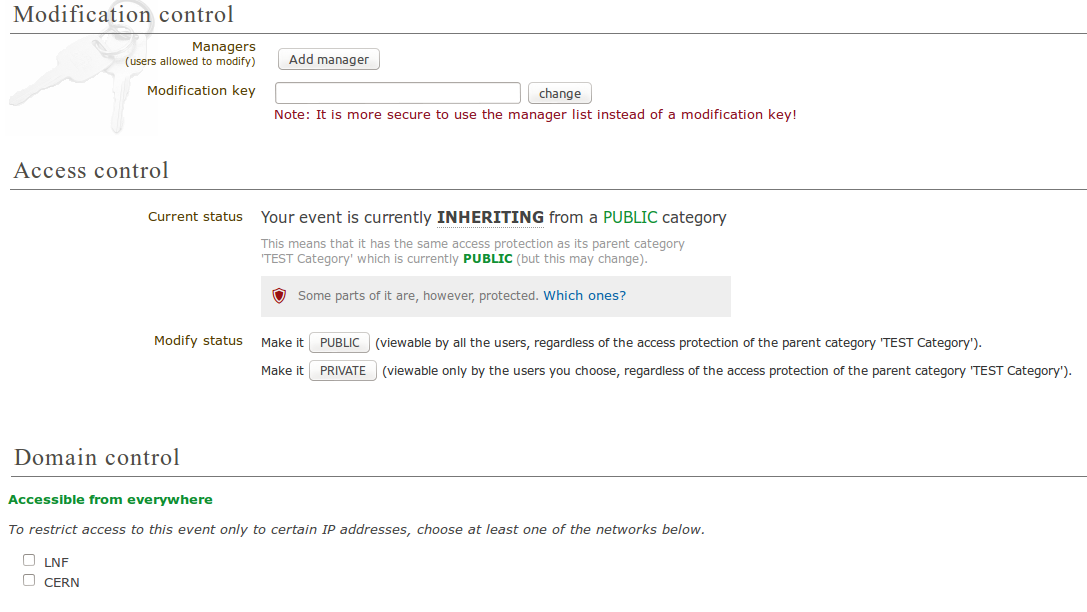 Modification control
Managers
(users allowed to modify)
Add manager
Modification key
change
Note: It is more secure to use the manager list instead of a modification key!
Access control
Current status
Your event is currently INHERITING from a PUBLIC category
This means that it has the same access protection as its parent category
'TEST Category' which is currently PUBLIC (but this may change).
Some parts of it are, however, protected. Which ones?
Modify status
Make it PUBLIC (viewable by all the users, regardless of the access protection of the parent category 'TEST Category').
Make it PRIVATE (viewable only by the users you choose, regardless of the access protection of the parent category 'TEST Category').
Domain control
Accessible from everywhere
To restrict access to this event only to certain IP addresses, choose at least one of the networks below.
LNF
CERN